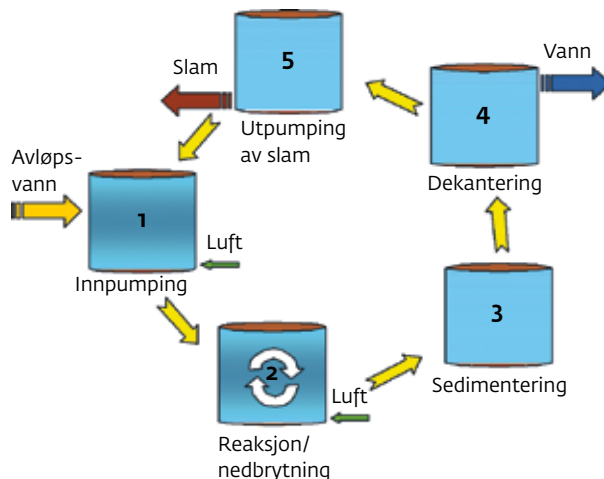 Slam
5
Utpumping
av slam
Vann
4
Dekantering
Avløps-
vann
1
Luft
Innpumping
2
Luft
Reaksjon/
nedbrytning
3
Sedimentering